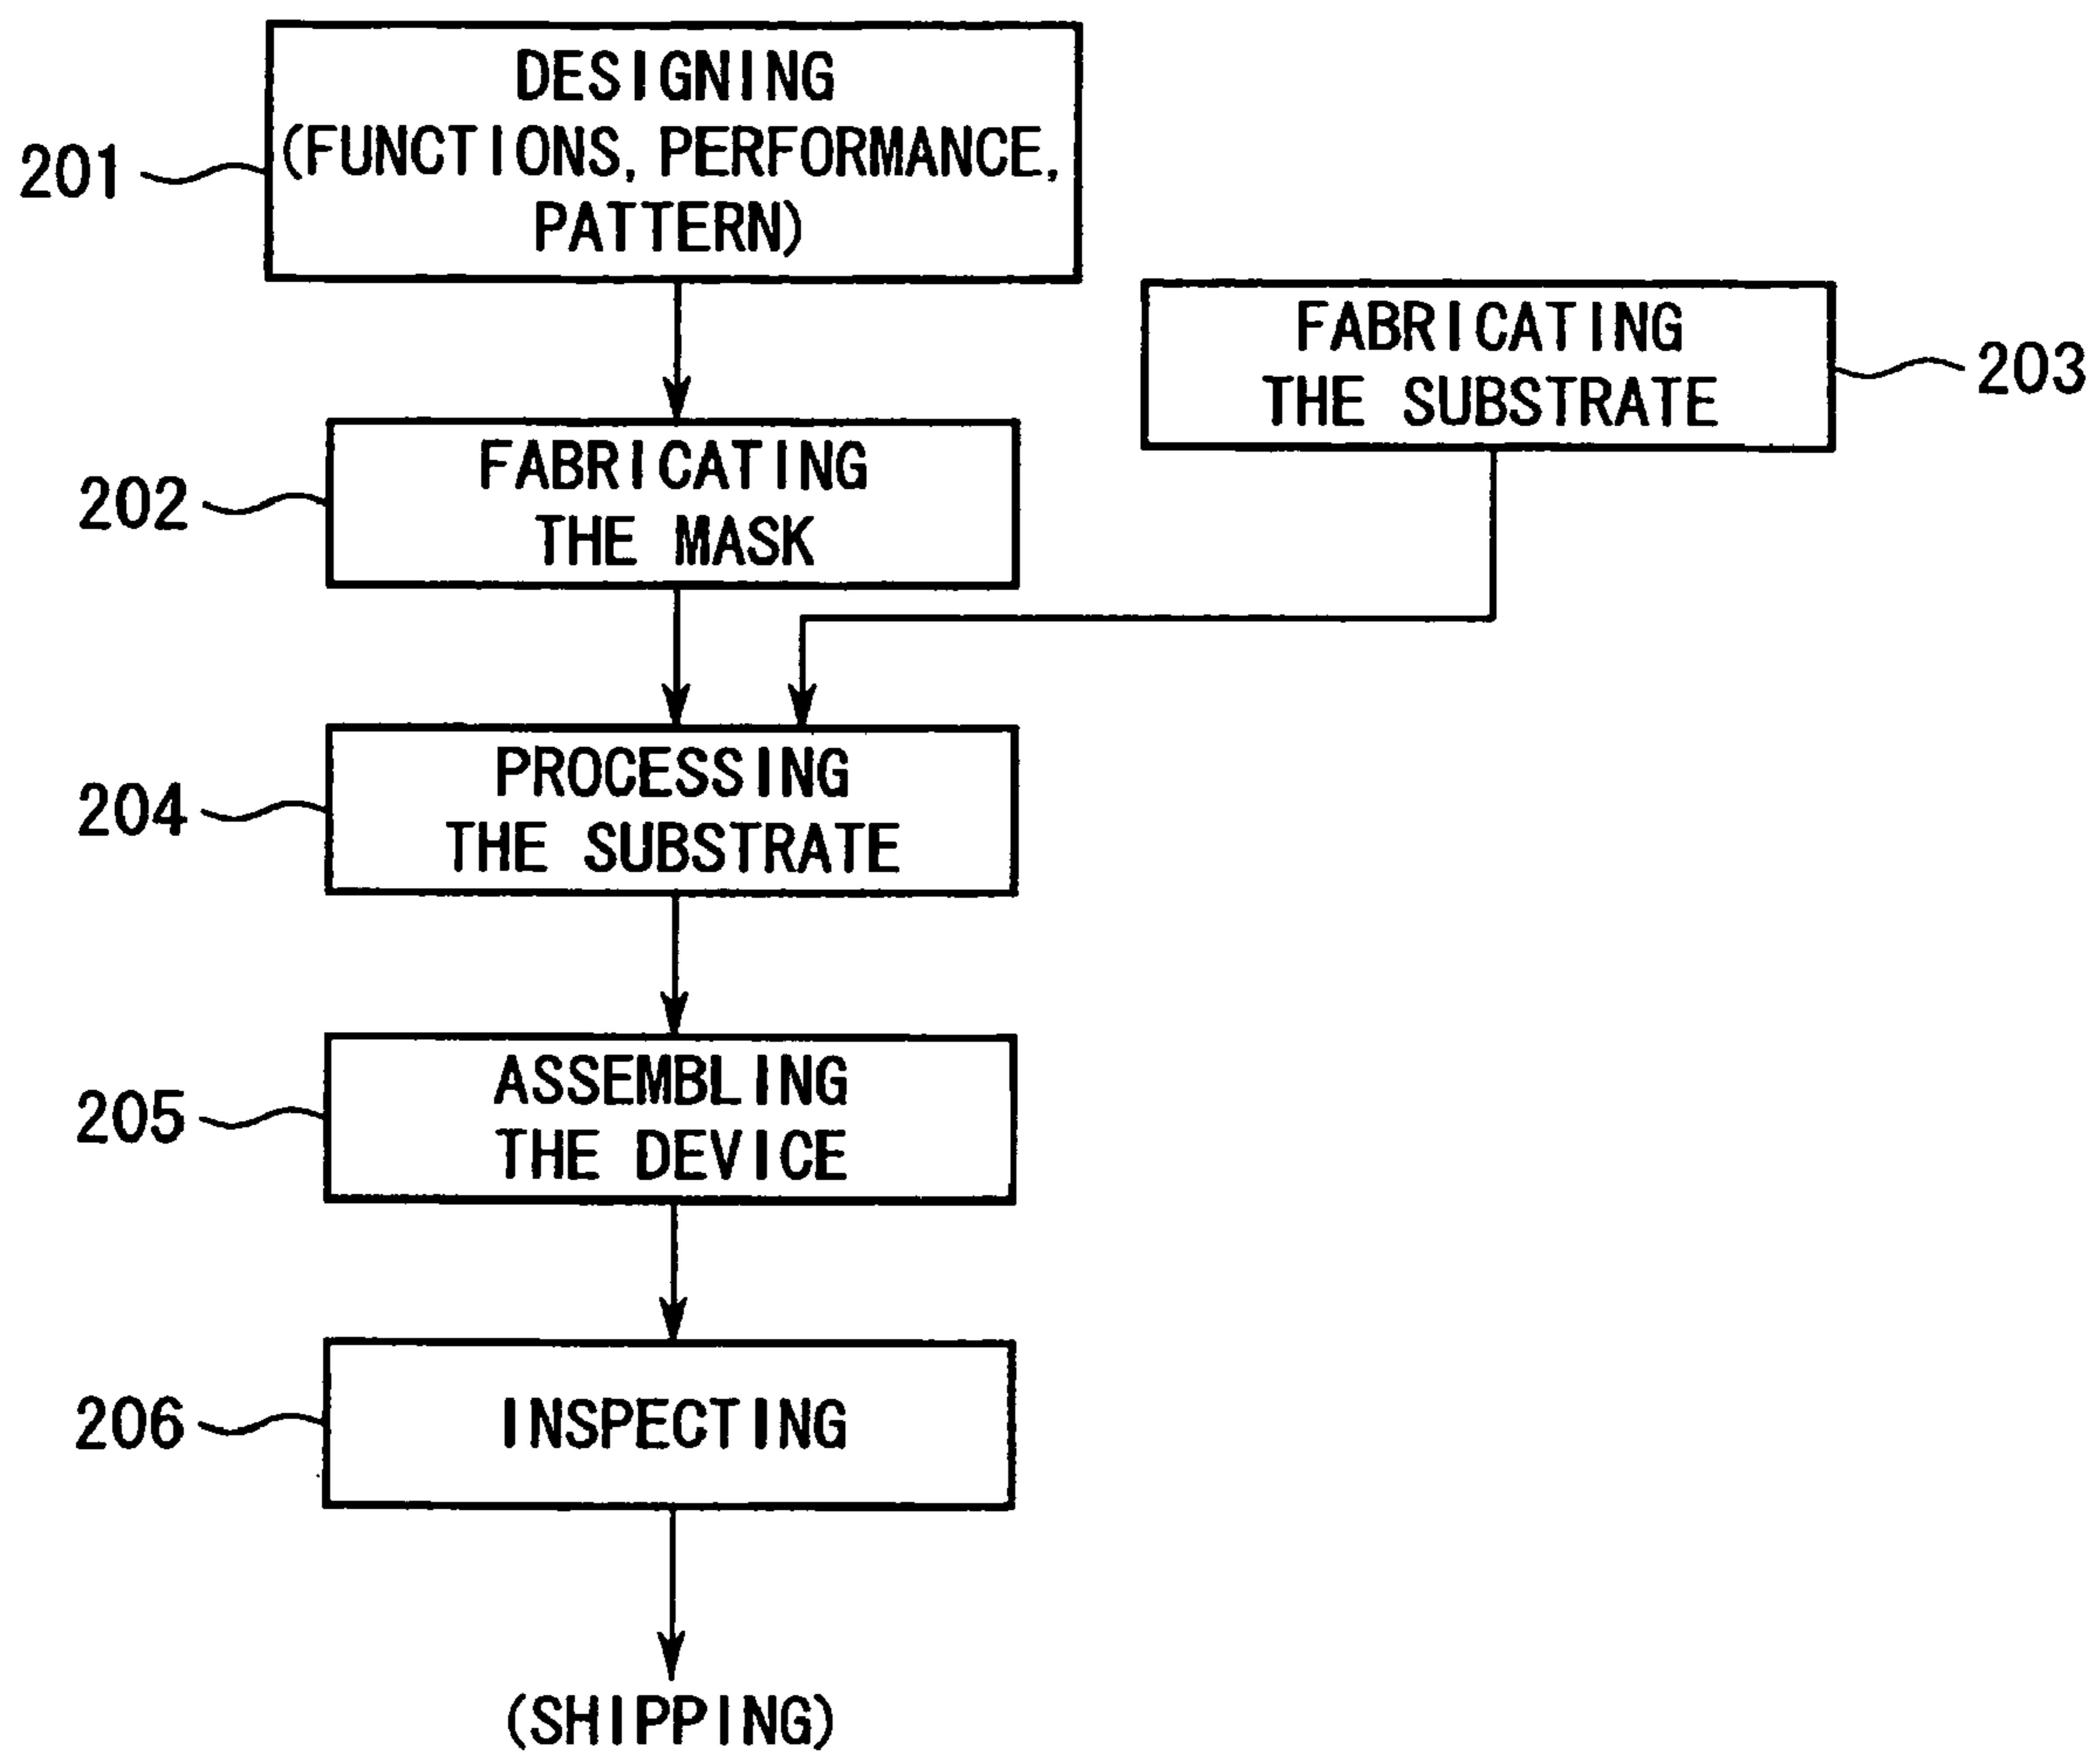 201
DESIGNING
(FUNCTIONS, PERFORMANCE,
PATTERN)
FABRICATING
THE SUBSTRATE
203
202
FABRICATING
THE MASK
204
PROCESSING
THE SUBSTRATE
205
ASSEMBLING
THE DEVICE
206
INSPECTING
(SHIPPING)